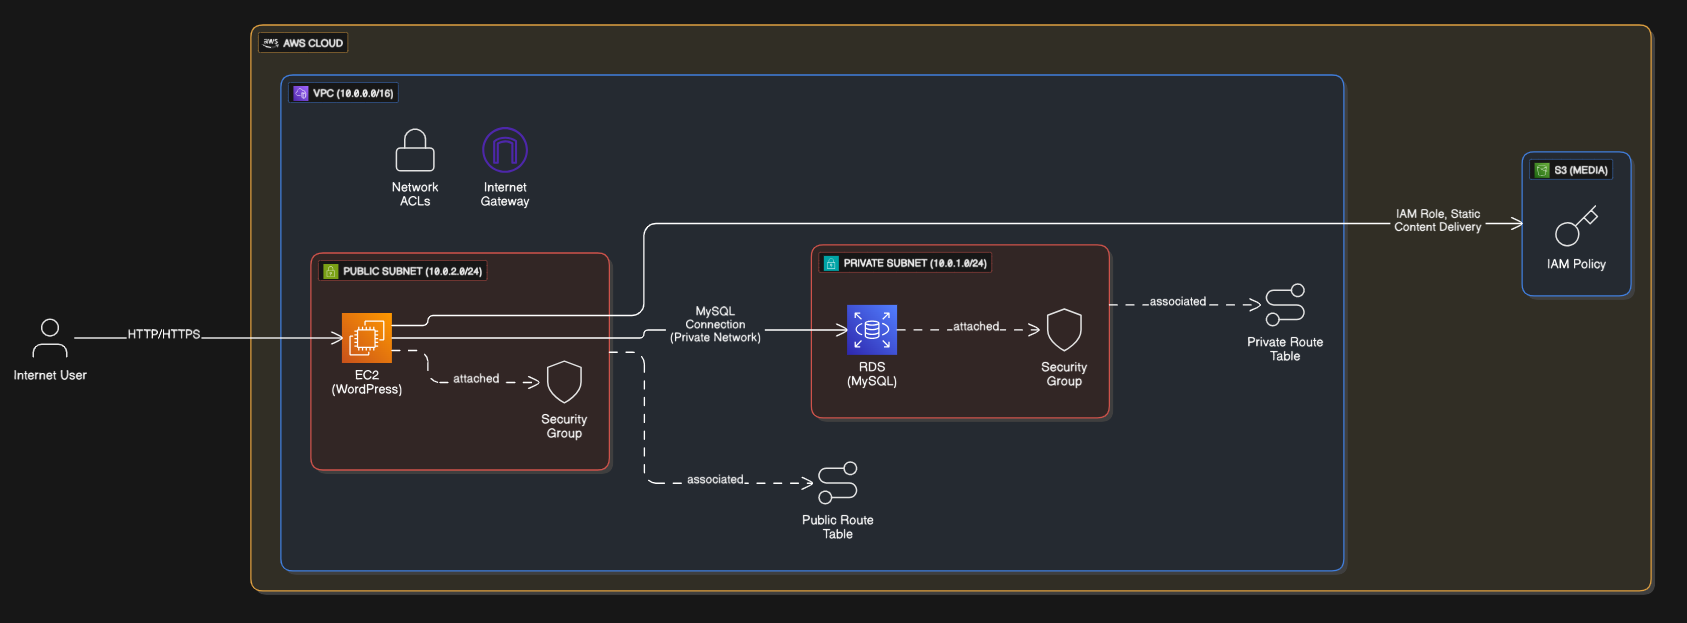 aws AWS CLOUD
VPC (10.0.0.0/16)
Network
ACLs
Internet
Gateway
S3 (MEDIA)
IAM Policy
IAM Role, Static
Content Delivery
PUBLIC SUBNET (10.0.2.0/24)
PRIVATE SUBNET (10.0.1.0/24)
Internet User
HTTP/HTTPS
EC2
(WordPress)
attached
Security
Group
MySQL
Connection
(Private Network)
RDS
(MySQL)
attached
Security
Group
associated
Private Route
Table
associated
Public Route
Table